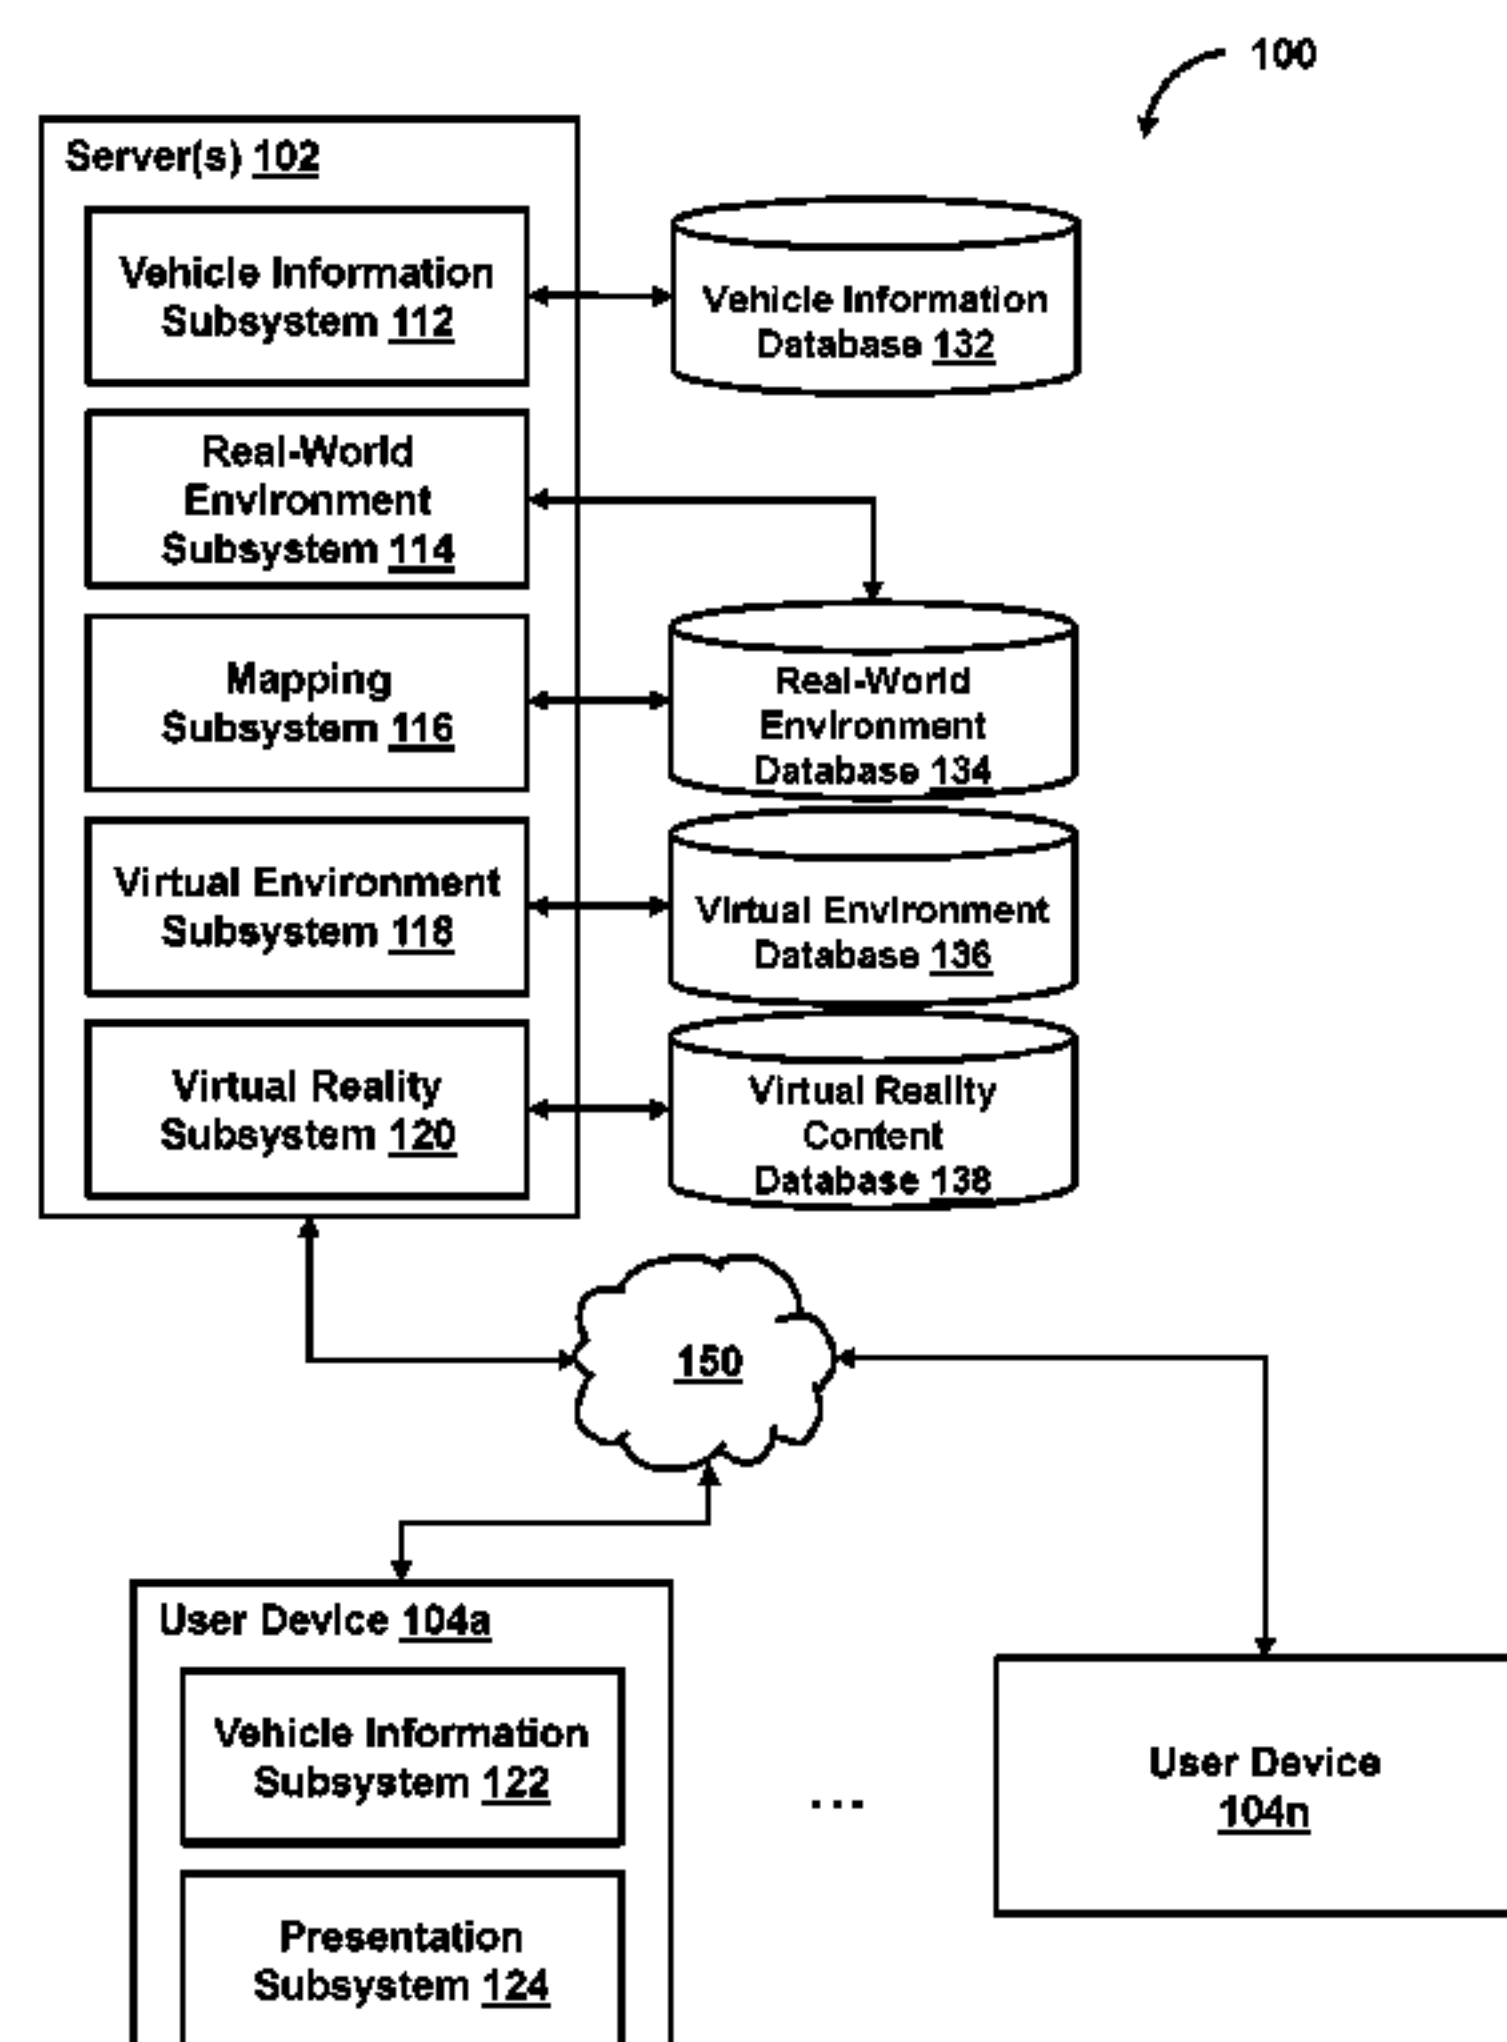 100
Server(s) 102
Vehicle Information
Subsystem 112
Vehicle Information
Database 132
Real-World
Environment
Subsystem 114
Mapping
Subsystem 116
Real-World
Environment
Database 134
Virtual Environment
Subsystem 118
Virtual Environment
Database 136
Virtual Reality
Subsystem 120
Virtual Reality
Content
Database 138
150
User Device 104a
Vehicle Information
Subsystem 122
Presentation
Subsystem 124
...
User Device
104n